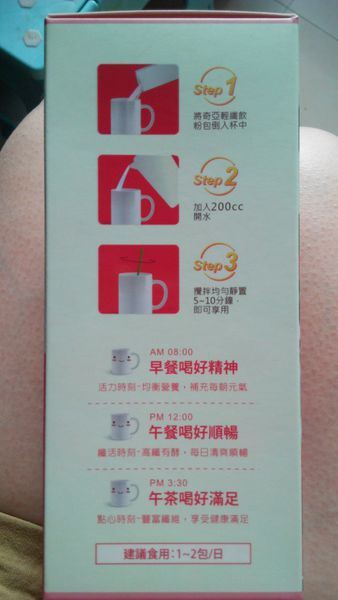 Step 1
將奇亞輕纖飲
粉包倒入杯中
Step 2
加入200cc
開水
Step 3
攪拌均勻靜置
5~10分鐘，
即可享用
AM 08:00
早餐喝好精神
活力時刻-均衡營養，補充每朝元氣
PM 12:00
午餐喝好順暢
纖活時刻-高纖有酵，每日清爽順暢
PM 3:30
午茶喝好滿足
點心時刻-豐富纖維，享受健康滿足
建議食用：1~2包/日